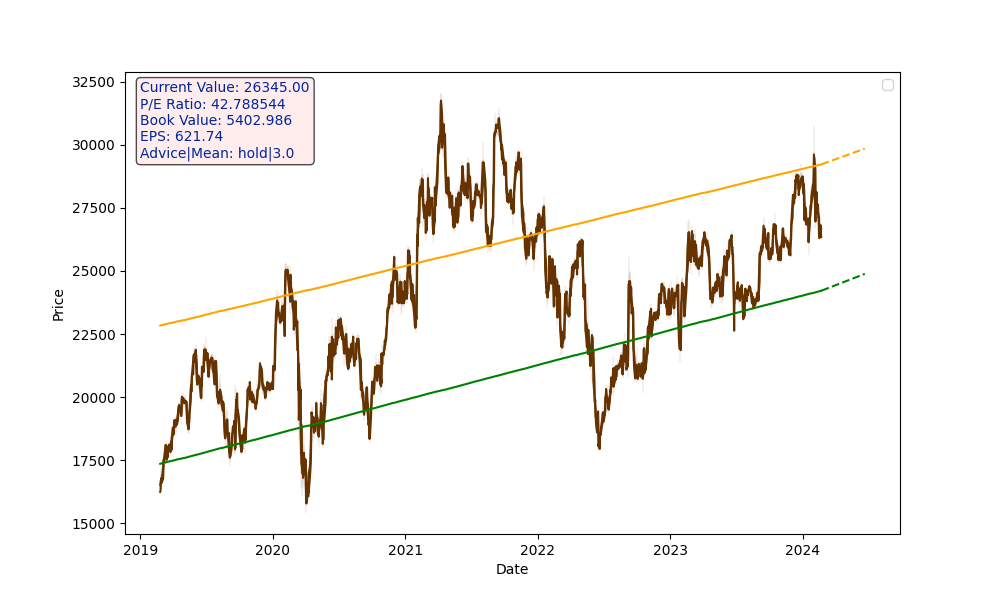 32500
30000
27500
25000
22500
20000
17500
15000
Price
Current Value: 26345.00
P/E Ratio: 42.788544
Book Value: 5402.986
EPS: 621.74
Advice|Mean: hold|3.0
2019
2020
2021
2022
2023
2024
Date